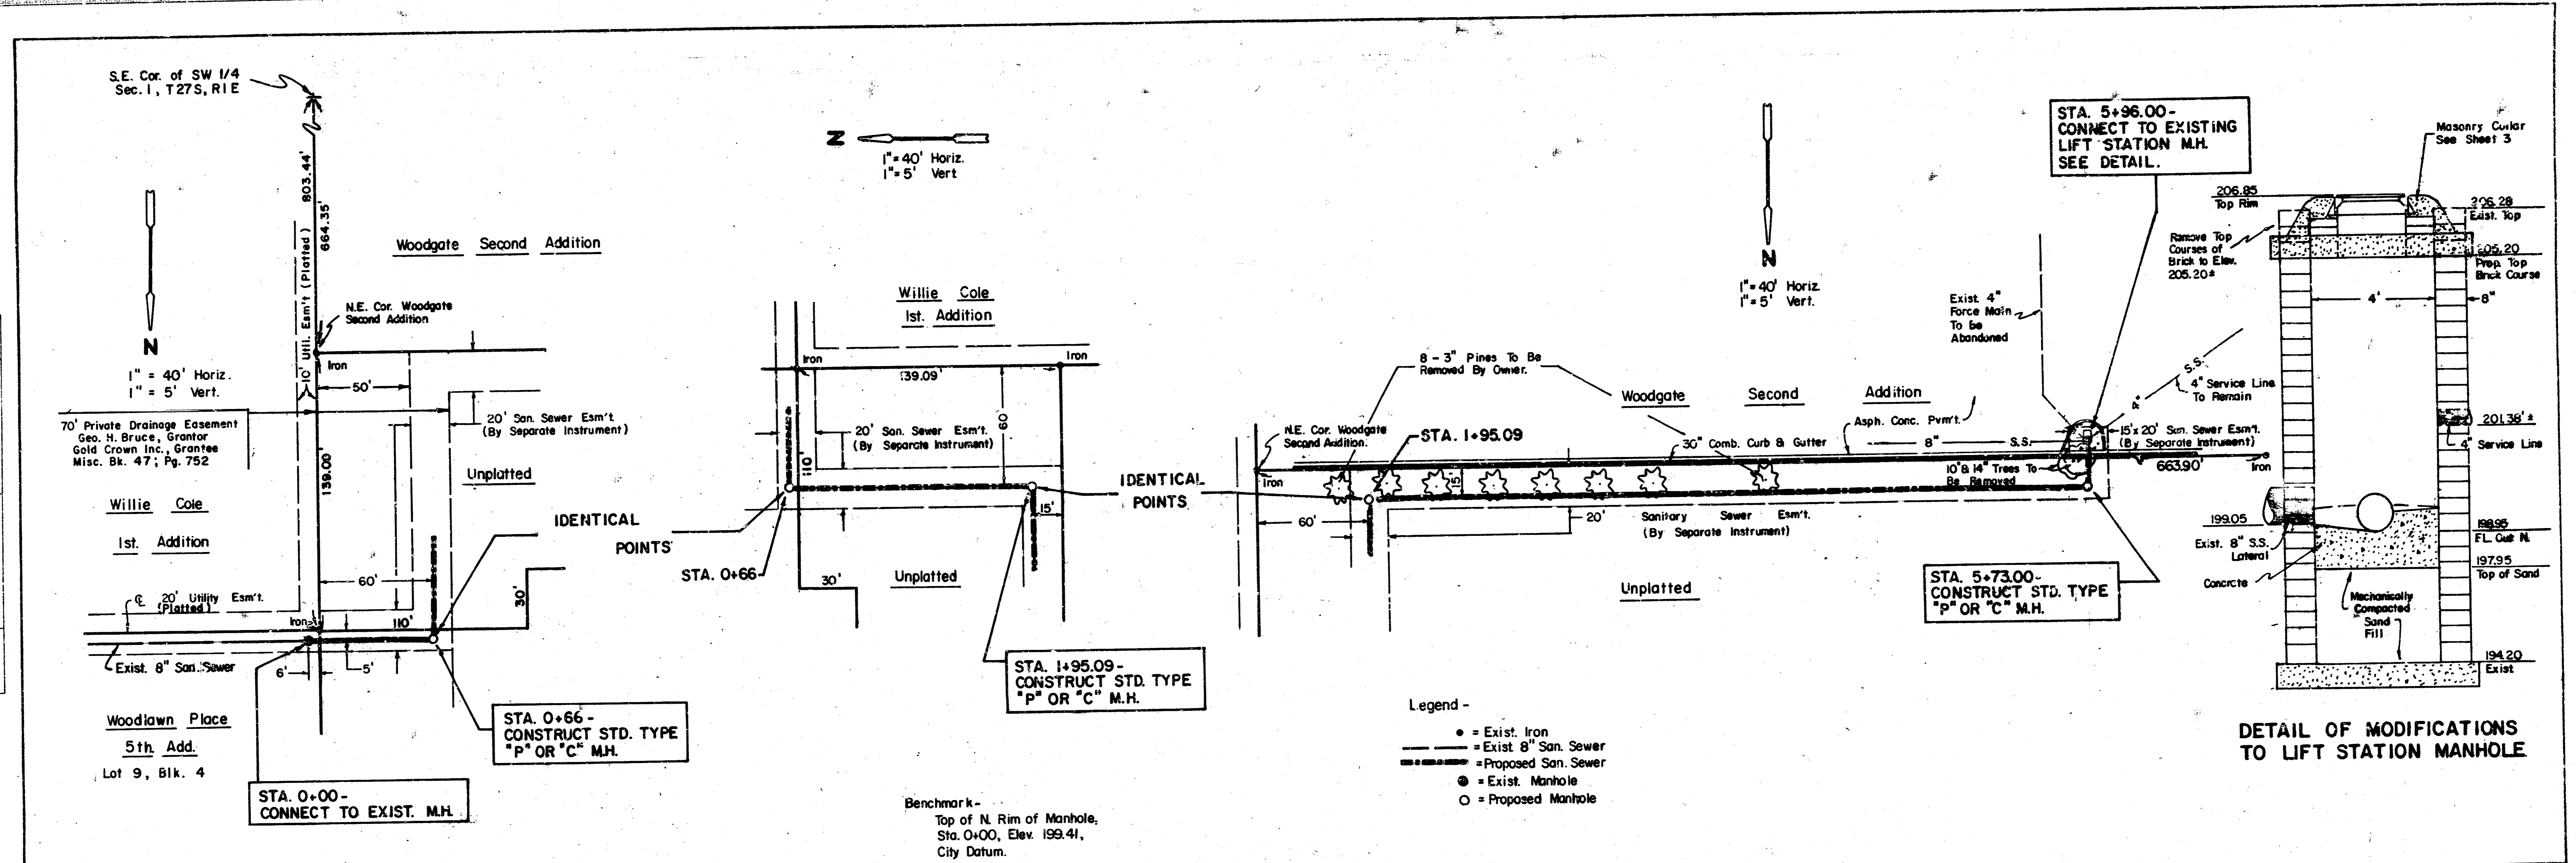 S.E. Cor. of SW 1/4
Sec. 1, T27S, R1E
N
1" = 40' Horiz.
1" = 5' Vert.
10' Util. Esm't (Platted)
803.44'
664.35'
Woodgate Second Addition
N.E. Cor. Woodgate
Second Addition
Iron
50'
70' Private Drainage Easement
Geo. H. Bruce, Grantor
Gold Crown Inc., Grantee
Misc. Bk. 47; Pg. 752
20' San. Sewer Esm't.
(By Separate Instrument)
139.00
Unplatted
Willie Cole
1st. Addition
60'
℄ 20' Utility Esm't.
(Platted)
Iron
110'
30'
Exist. 8" San. Sewer
6'
5'
Woodlawn Place
5th. Add.
Lot 9, Blk. 4
STA. 0+00-
CONNECT TO EXIST. M.H.
STA. 0+66-
CONSTRUCT STD. TYPE
"P" OR "C" M.H.
IDENTICAL
POINTS
N
1"= 40' Horiz.
1"= 5' Vert
Willie Cole
1st. Addition
Iron
Iron
139.09'
60'
20' San. Sewer Esm't.
(By Separate Instrument)
110'
15'
STA. 0+66
30'
Unplatted
STA. 1+95.09-
CONSTRUCT STD. TYPE
"P" OR "C" M.H.
IDENTICAL
POINTS
Benchmark-
Top of N. Rim of Manhole,
Sta. 0+00, Elev. 199.41,
City Datum.
N
1"= 40' Horiz.
1"= 5' Vert.
8 - 3" Pines To Be
Removed By Owner.
Woodgate Second Addition
N.E. Cor. Woodgate
Second Addition.
STA. 1+95.09
30" Comb. Curb & Gutter
Asph. Conc. Pvm't.
8" S.S.
Iron
15'
60'
20' Sanitary Sewer Esm't.
(By Separate Instrument)
Unplatted
10" & 14" Trees To
Be Removed
Exist. 4"
Force Main
To be
Abandoned
STA. 5+96.00-
CONNECT TO EXISTING
LIFT STATION M.H.
SEE DETAIL.
4" S.S.
4" Service Line
To Remain
15'x 20' San. Sewer Esm't.
(By Separate Instrument)
663.90'
Iron
STA. 5+73.00-
CONSTRUCT STD. TYPE
"P" OR "C" M.H.
Legend -
= Exist. Iron
= Exist 8" San. Sewer
= Proposed San. Sewer
= Exist. Manhole
= Proposed Manhole
Masonry Collar
See Sheet 3
206.85
Top Rim
206.28
Exist. Top
Remove Top
Courses of
Brick to Elev.
205.20±
205.20
Prop. Top
Brick Course
4'
8"
201.38' ±
4" Service Line
199.05
Exist. 8" S.S.
Lateral
Concrete
198.95
FL. Out N.
197.95
Top of Sand
Mechanically
Compacted
Sand
Fill
194.20
Exist
DETAIL OF MODIFICATIONS
TO LIFT STATION MANHOLE